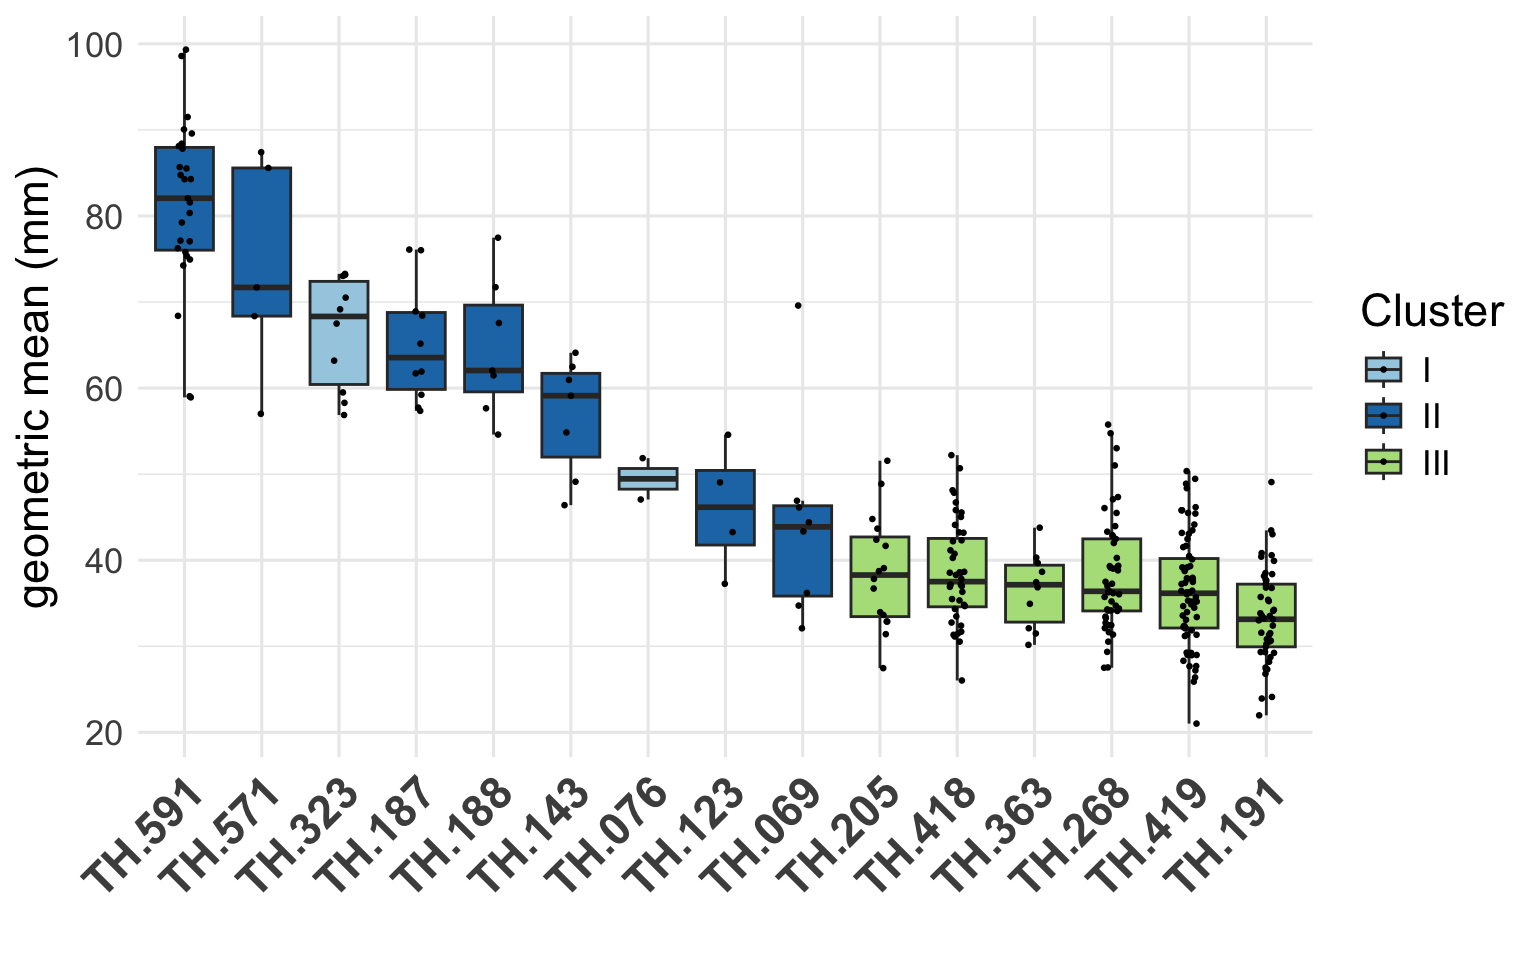 geometric mean (mm)
100
80
60
40
20
TH.591
TH.571
TH.323
TH.187
TH.188
TH.143
TH.076
TH.123
TH.069
TH.205
TH.418
TH.363
TH.268
TH.419
TH.191
Cluster
I
II
III